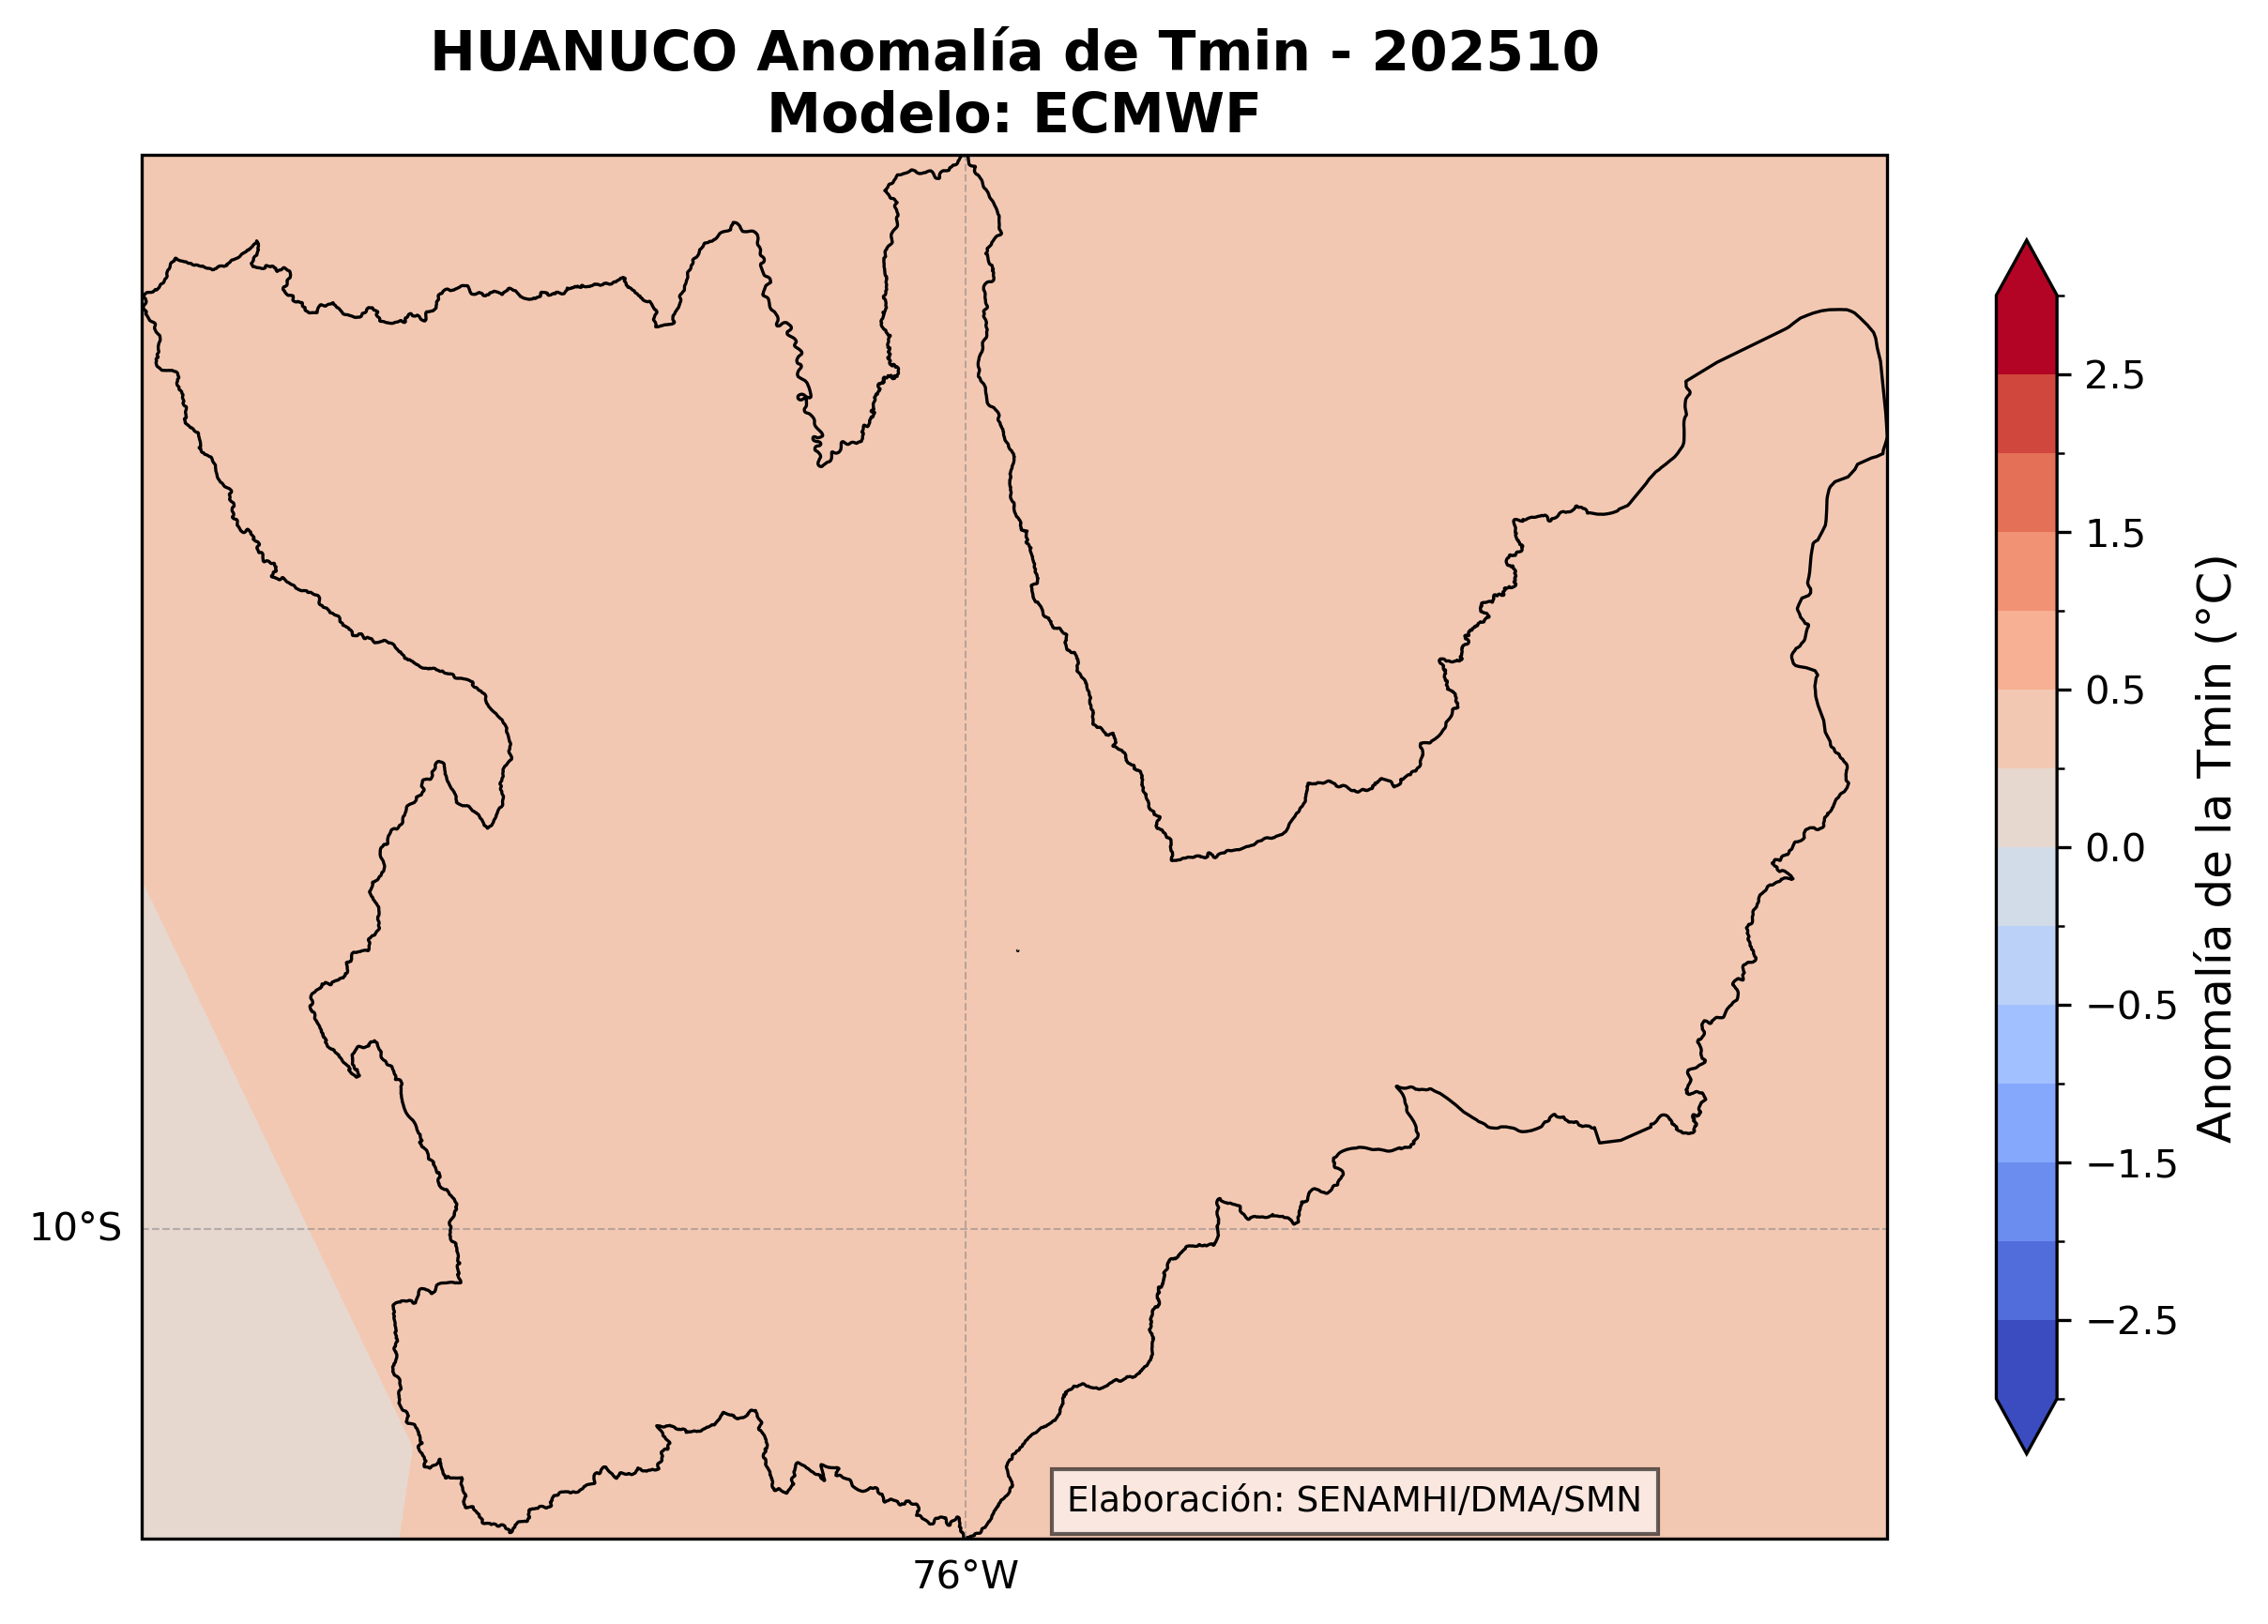 HUANUCO Anomalía de Tmin - 202510
Modelo: ECMWF
2.5
1.5
0.5
0.0
−0.5
−1.5
−2.5
Anomalía de la Tmin (°C)
10°S
76°W
Elaboración: SENAMHI/DMA/SMN